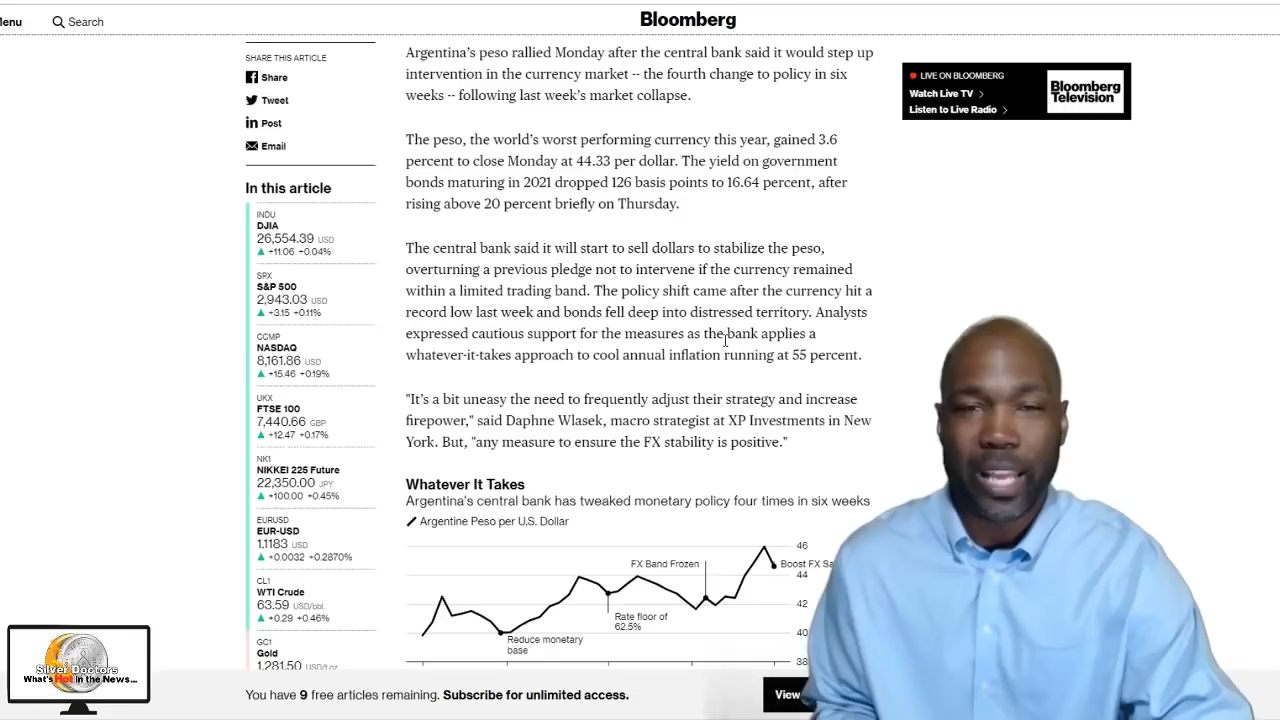 Menu
Search
Bloomberg
SHARE THIS ARTICLE
Share
Tweet
Post
Email
In this article
INDU
DJIA
26,554.39 USD
+11.06 +0.04%
SPX
S&P 500
2,943.03 USD
+3.15 +0.11%
CCMP
NASDAQ
8,161.86 USD
+15.46 +0.19%
UKX
FTSE 100
7,440.66 GBP
+12.47 +0.17%
NK1
NIKKEI 225 Future
22,350.00 JPY
+100.00 +0.45%
EURUSD
EUR-USD
1.1183 USD
+0.0032 +0.2870%
CL1
WTI Crude
63.59 USD/bbl.
+0.29 +0.46%
GC1
Gold
1,281.50 USD/t oz.
Argentina's peso rallied Monday after the central bank said it would step up
intervention in the currency market -- the fourth change to policy in six
weeks -- following last week's market collapse.
The peso, the world's worst performing currency this year, gained 3.6
percent to close Monday at 44.33 per dollar. The yield on government
bonds maturing in 2021 dropped 126 basis points to 16.64 percent, after
rising above 20 percent briefly on Thursday.
The central bank said it will start to sell dollars to stabilize the peso,
overturning a previous pledge not to intervene if the currency remained
within a limited trading band. The policy shift came after the currency hit a
record low last week and bonds fell deep into distressed territory. Analysts
expressed cautious support for the measures as the bank applies a
whatever-it-takes approach to cool annual inflation running at 55 percent.
"It's a bit uneasy the need to frequently adjust their strategy and increase
firepower," said Daphne Wlasek, macro strategist at XP Investments in New
York. But, "any measure to ensure the FX stability is positive."
Whatever It Takes
Argentina's central bank has tweaked monetary policy four times in six weeks
Argentine Peso per U.S. Dollar
46
FX Band Frozen
Boost FX Sa
44
42
Rate floor of
62.5%
40
Reduce monetary
base
38
LIVE ON BLOOMBERG
Watch Live TV
Listen to Live Radio
Bloomberg
Television
Silver Doctors
What's Hot in the News...
You have 9 free articles remaining. Subscribe for unlimited access.
View